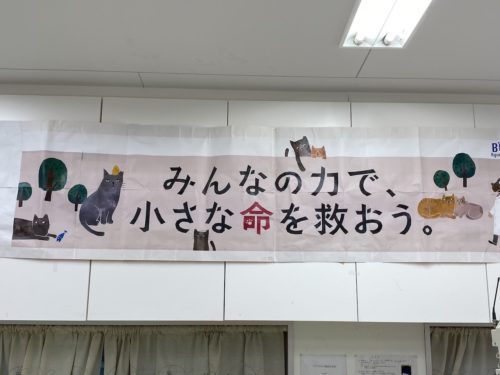 みんなの力で、
小さな命を救おう。